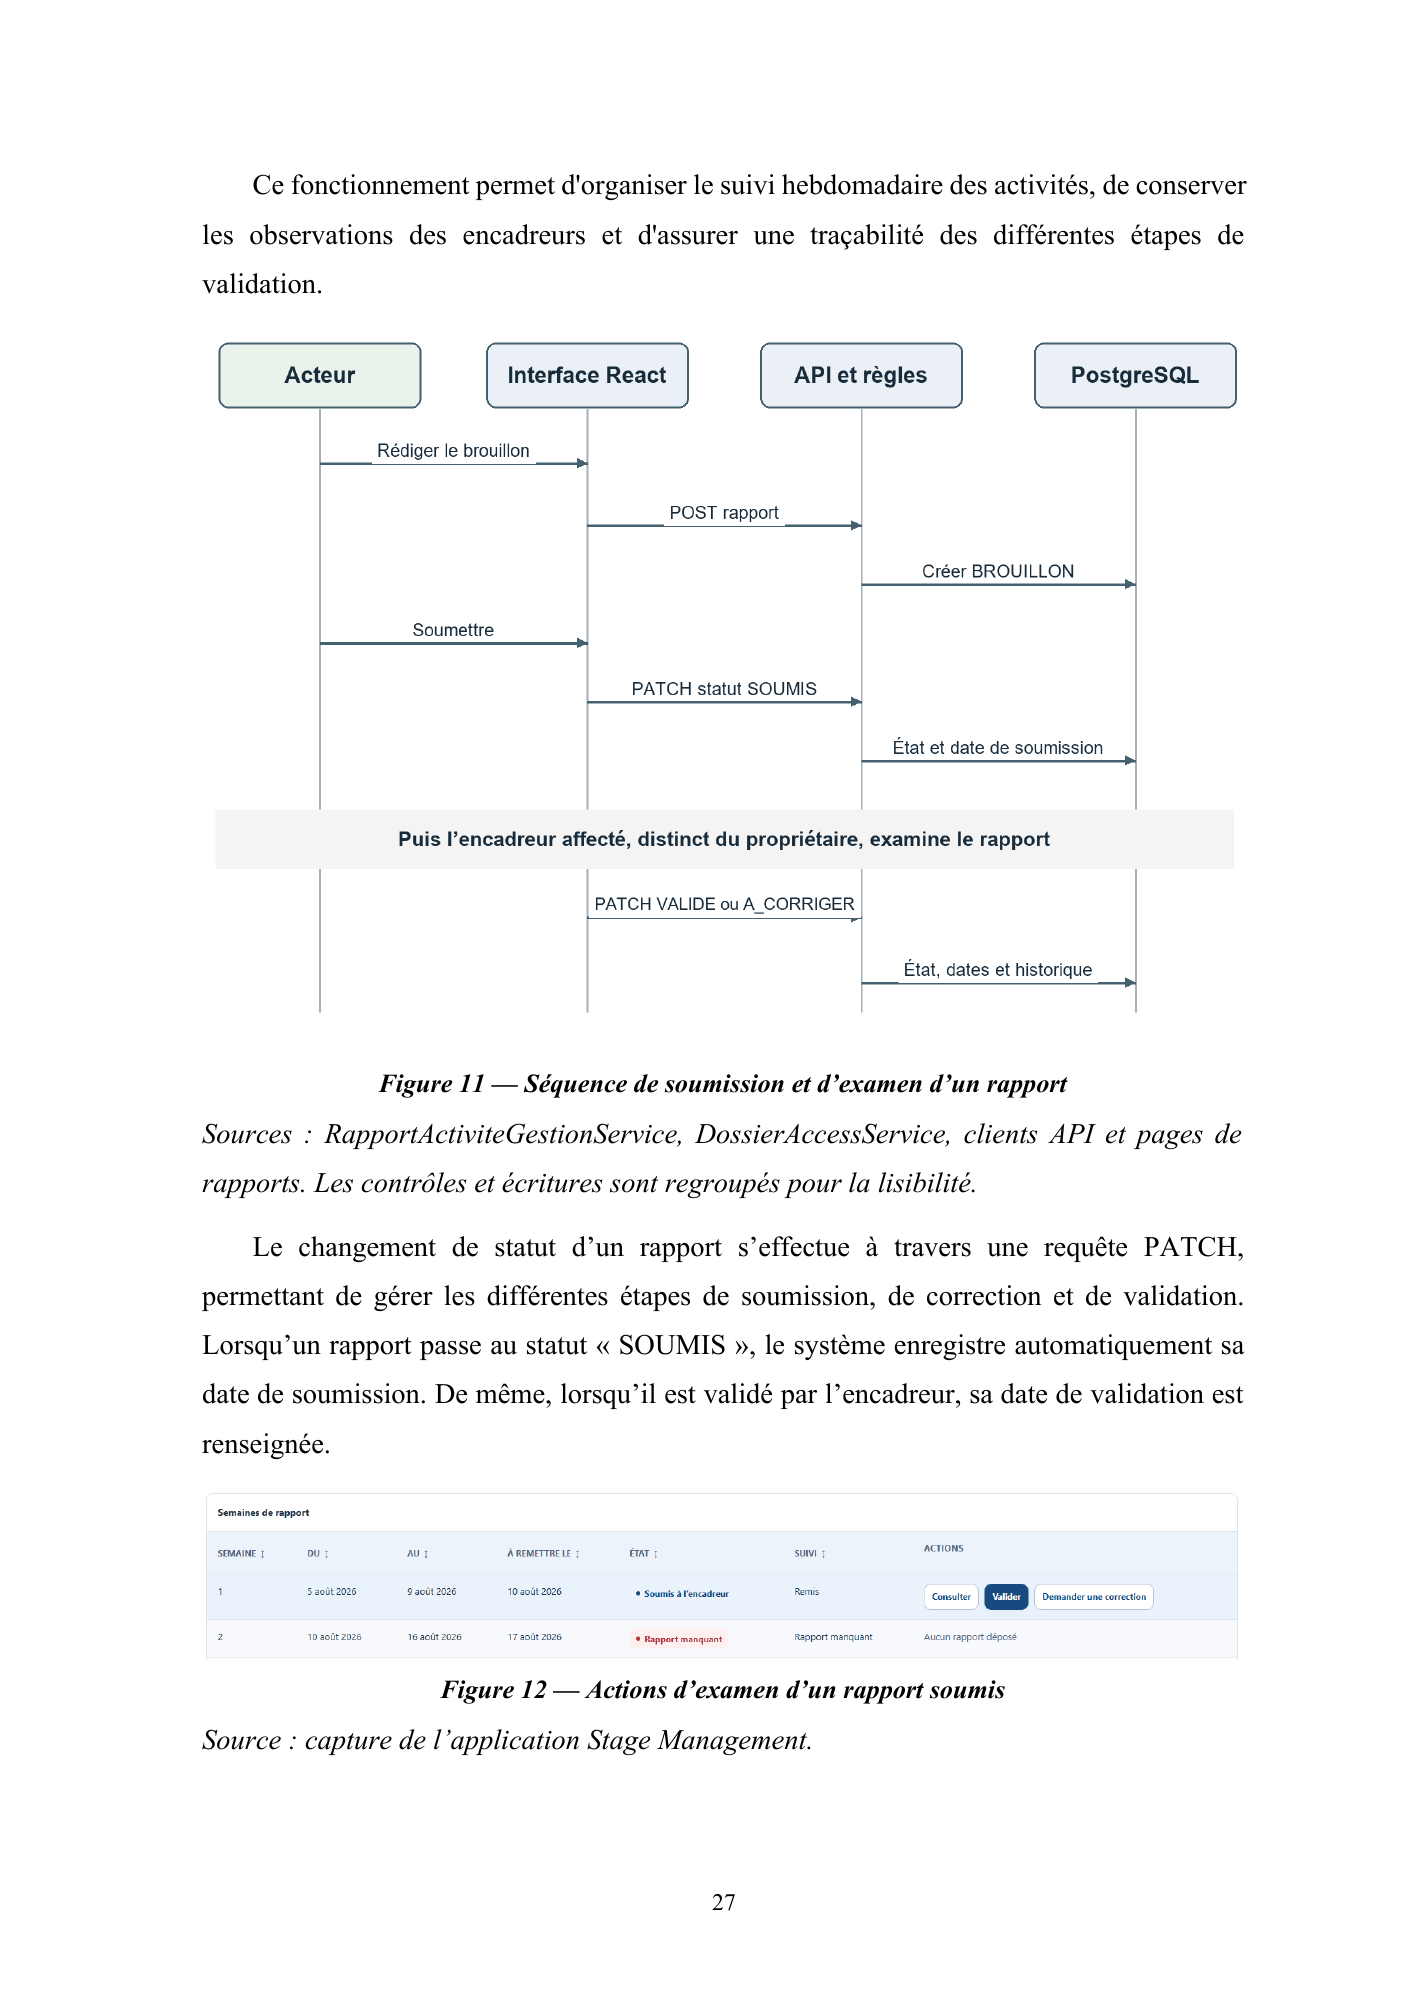 Ce fonctionnement permet d'organiser le suivi hebdomadaire des activités, de conserver
les observations des encadreurs et d'assurer une traçabilité des différentes étapes de
validation.
Acteur
Interface React
API et règles
PostgreSQL
Rédiger le brouillon
POST rapport
Créer BROUILLON
Soumettre
PATCH statut SOUMIS
État et date de soumission
Puis l’encadreur affecté, distinct du propriétaire, examine le rapport
PATCH VALIDE ou A_CORRIGER
État, dates et historique
Figure 11 — Séquence de soumission et d’examen d’un rapport
Sources : RapportActiviteGestionService, DossierAccessService, clients API et pages de
rapports. Les contrôles et écritures sont regroupés pour la lisibilité.
Le changement de statut d’un rapport s’effectue à travers une requête PATCH,
permettant de gérer les différentes étapes de soumission, de correction et de validation.
Lorsqu’un rapport passe au statut « SOUMIS », le système enregistre automatiquement sa
date de soumission. De même, lorsqu’il est validé par l’encadreur, sa date de validation est
renseignée.
Semaines de rapport
SEMAINE ↕ DU ↕ AU ↕ À REMETTRE LE ↕ ÉTAT ↕ SUIVI ↕ ACTIONS
1 5 août 2026 9 août 2026 10 août 2026 • Soumis à l’encadreur Remis Consulter Valider Demander une correction
2 10 août 2026 16 août 2026 17 août 2026 • Rapport manquant Rapport manquant Aucun rapport déposé
Figure 12 — Actions d’examen d’un rapport soumis
Source : capture de l’application Stage Management.
27